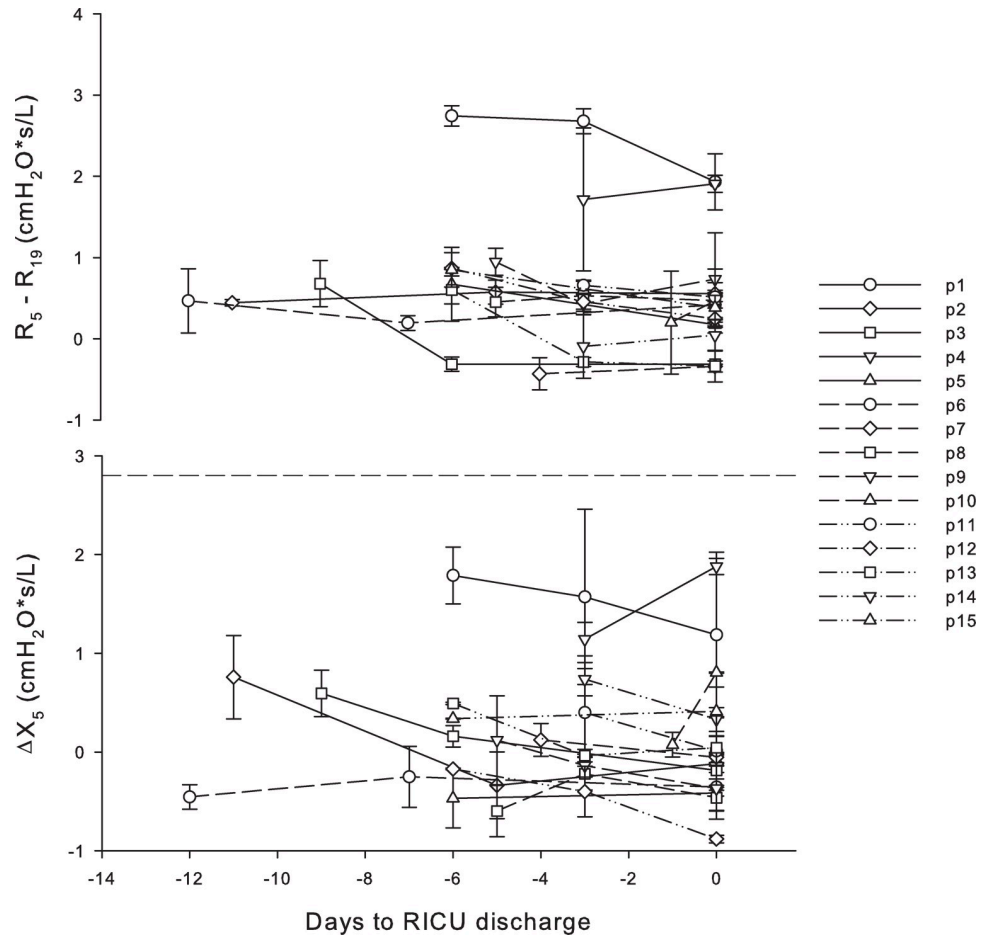 R5 - R19 (cmH2O*s/L)
4
3
2
1
0
-1
ΔX5 (cmH2O*s/L)
3
2
1
0
-1
-14 -12 -10 -8 -6 -4 -2 0
Days to RICU discharge
p1
p2
p3
p4
p5
p6
p7
p8
p9
p10
p11
p12
p13
p14
p15